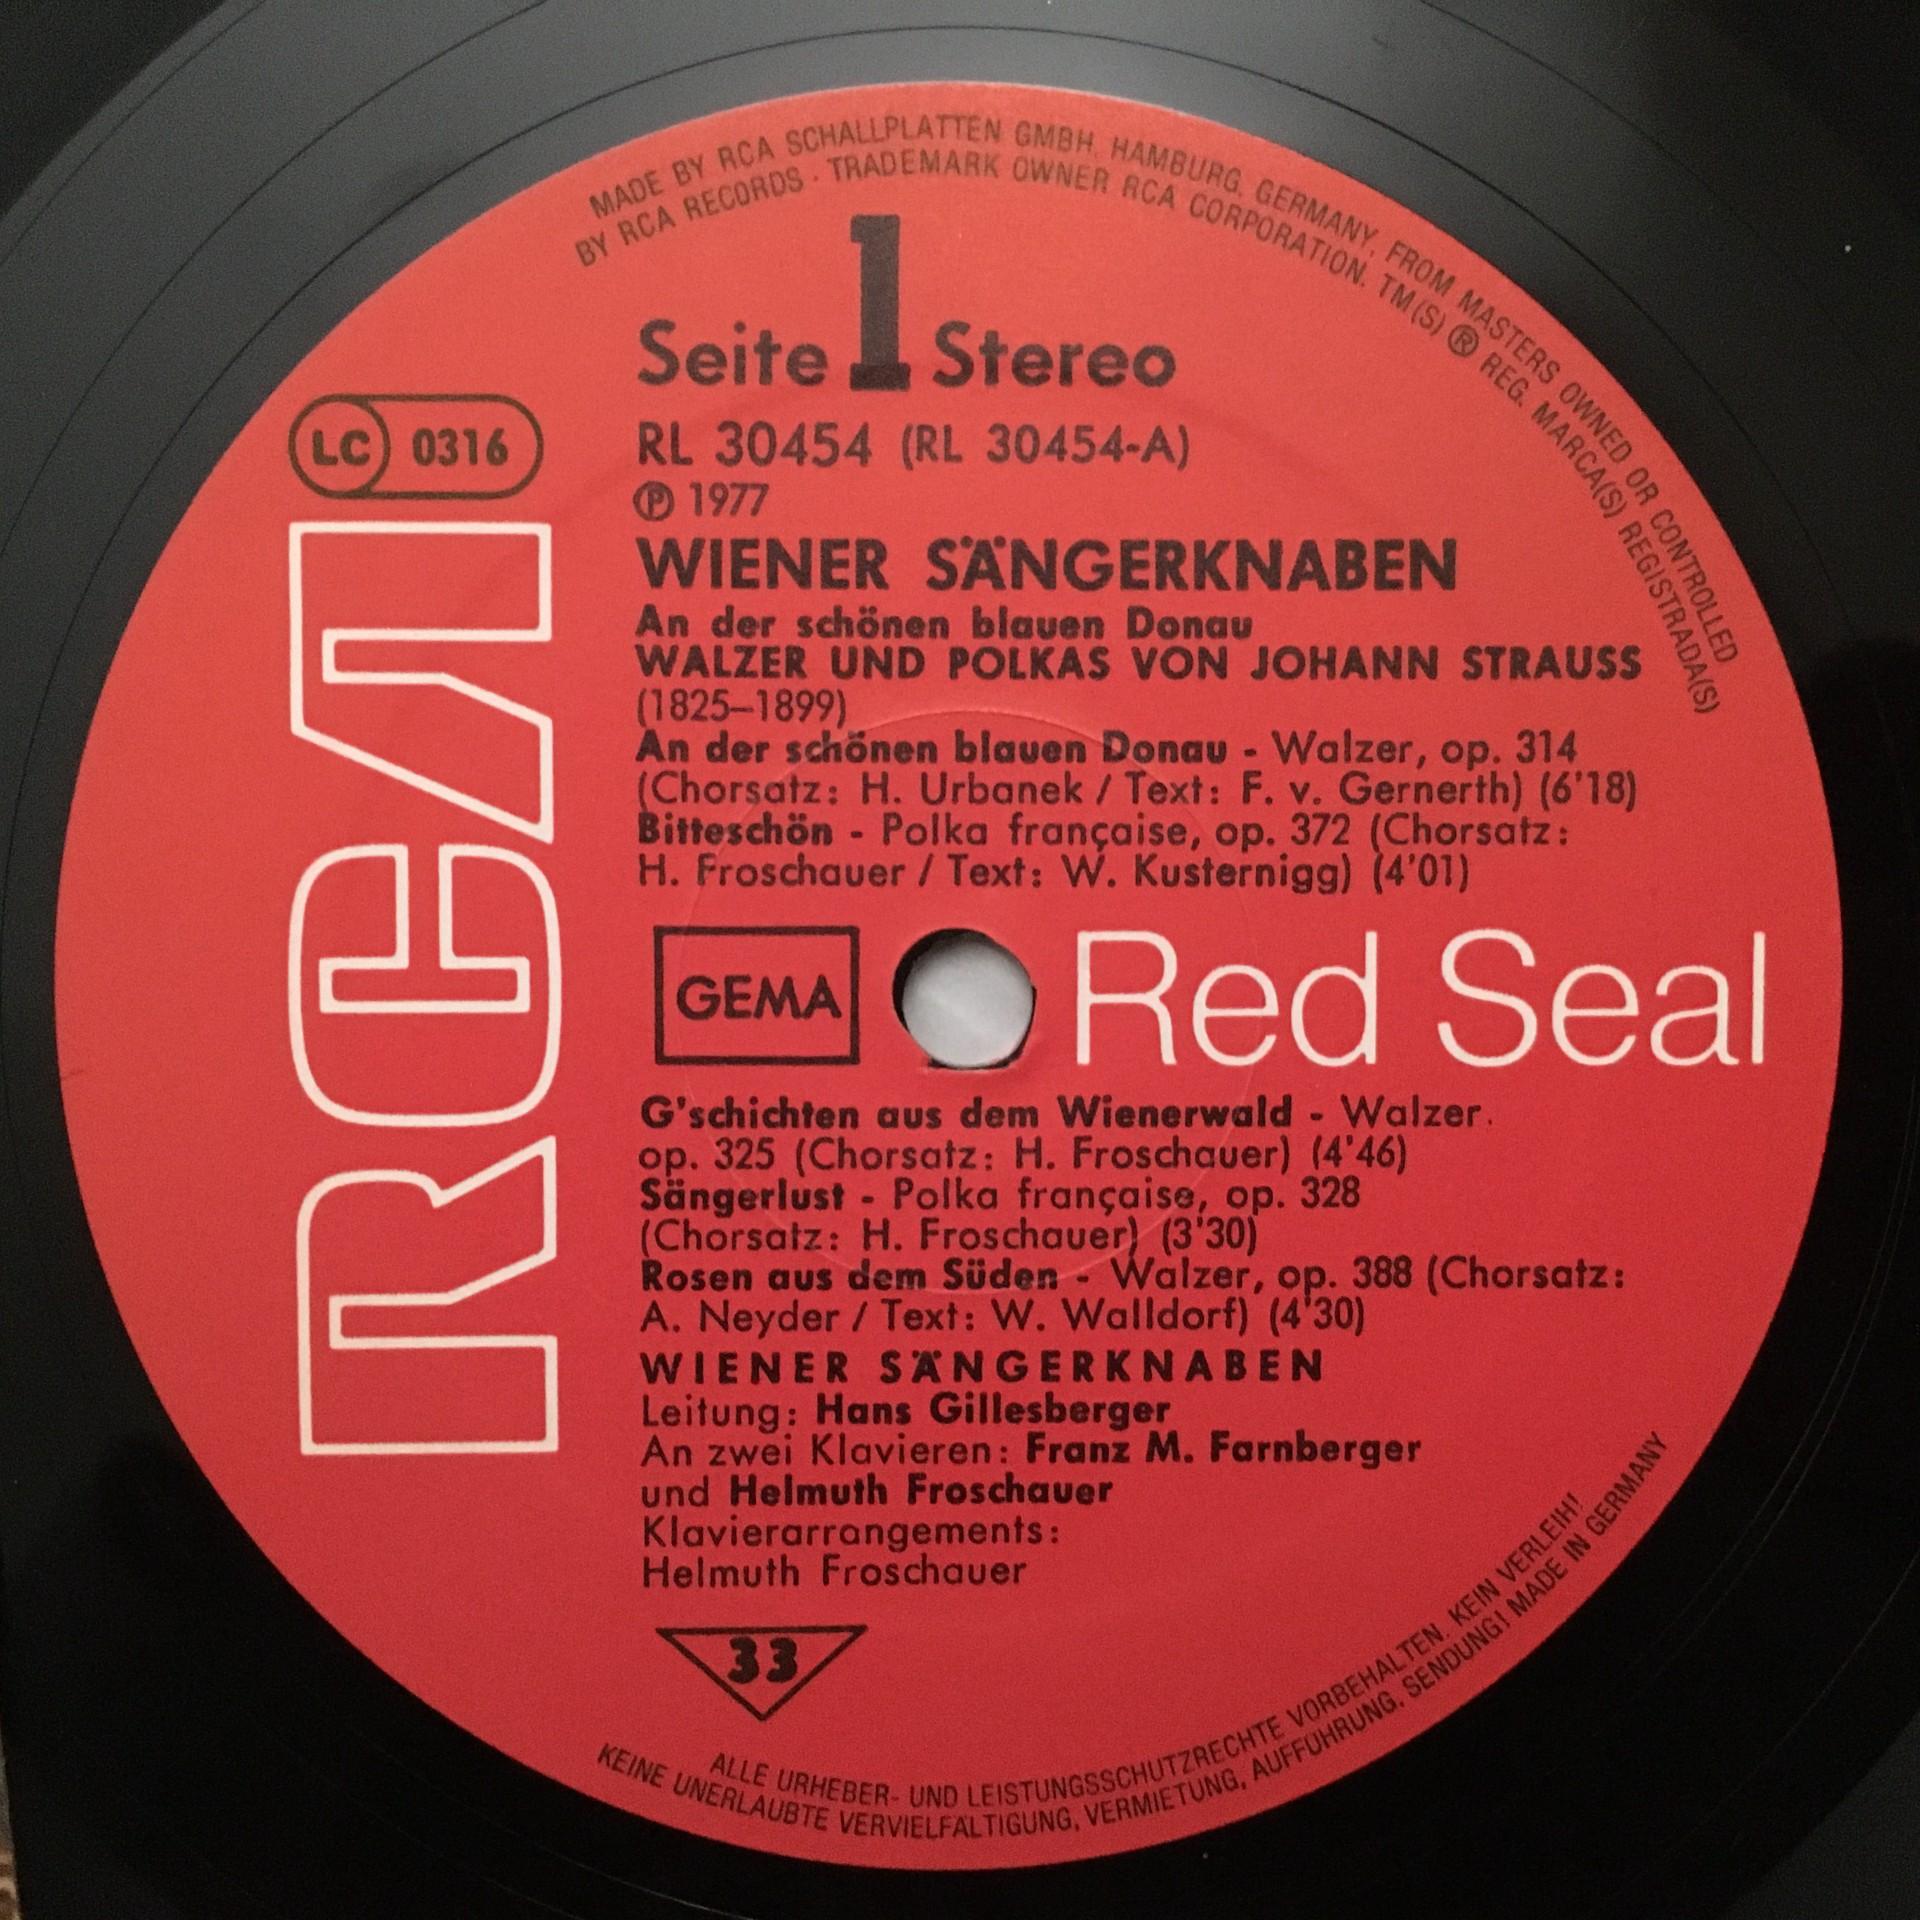 MADE BY RCA SCHALLPLATTEN GMBH, HAMBURG, GERMANY, FROM MASTERS OWNED OR CONTROLLED
BY RCA RECORDS · TRADEMARK OWNER RCA CORPORATION. TM(S) ® REG. MARCA(S) REGISTRADA(S)
Seite 1 Stereo
LC 0316
RL 30454 (RL 30454-A)
℗ 1977
RCA
WIENER SÄNGERKNABEN
An der schönen blauen Donau
WALZER UND POLKAS VON JOHANN STRAUSS
(1825–1899)
An der schönen blauen Donau - Walzer, op. 314
(Chorsatz: H. Urbanek / Text: F. v. Gernerth) (6'18)
Bitteschön - Polka française, op. 372 (Chorsatz:
H. Froschauer / Text: W. Kusternigg) (4'01)
GEMA
Red Seal
G'schichten aus dem Wienerwald - Walzer.
op. 325 (Chorsatz: H. Froschauer) (4'46)
Sängerlust - Polka française, op. 328
(Chorsatz: H. Froschauer) (3'30)
Rosen aus dem Süden - Walzer, op. 388 (Chorsatz:
A. Neyder / Text: W. Walldorf) (4'30)
WIENER SÄNGERKNABEN
Leitung: Hans Gillesberger
An zwei Klavieren: Franz M. Farnberger
und Helmuth Froschauer
Klavierarrangements:
Helmuth Froschauer
33
ALLE URHEBER- UND LEISTUNGSSCHUTZRECHTE VORBEHALTEN. KEIN VERLEIH!
KEINE UNERLAUBTE VERVIELFÄLTIGUNG, VERMIETUNG, AUFFÜHRUNG, SENDUNG! MADE IN GERMANY